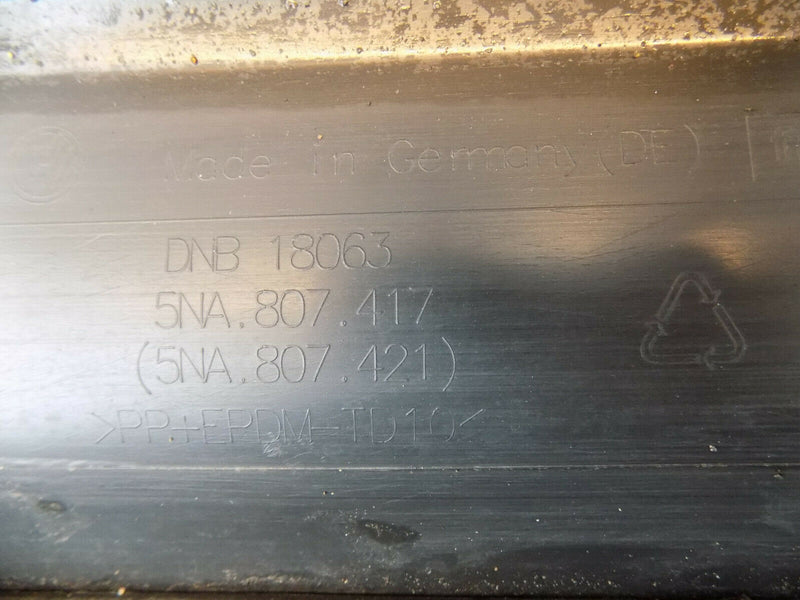 Made in Germany (DE)
DNB 18063
5NA.807.417
(5NA.807.421)
>PP+EPDM-TD10<